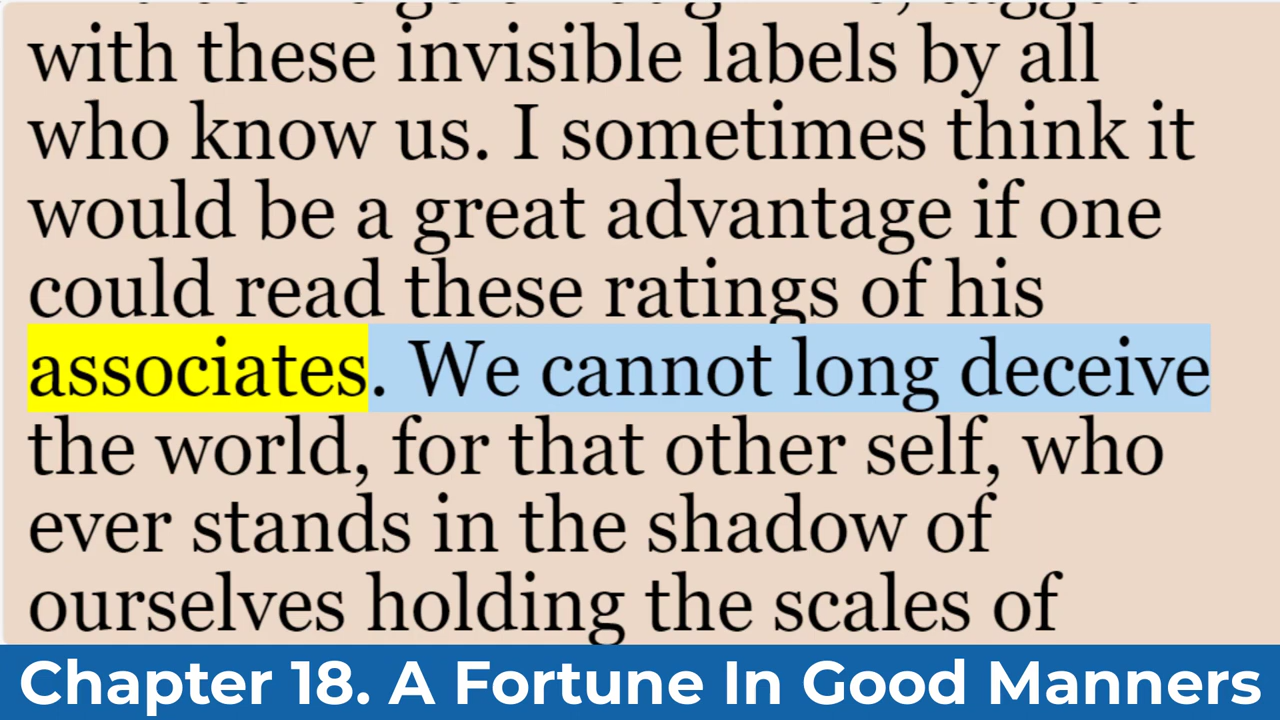 with these invisible labels by all
who know us. I sometimes think it
would be a great advantage if one
could read these ratings of his
associates. We cannot long deceive
the world, for that other self, who
ever stands in the shadow of
ourselves holding the scales of
Chapter 18. A Fortune In Good Manners